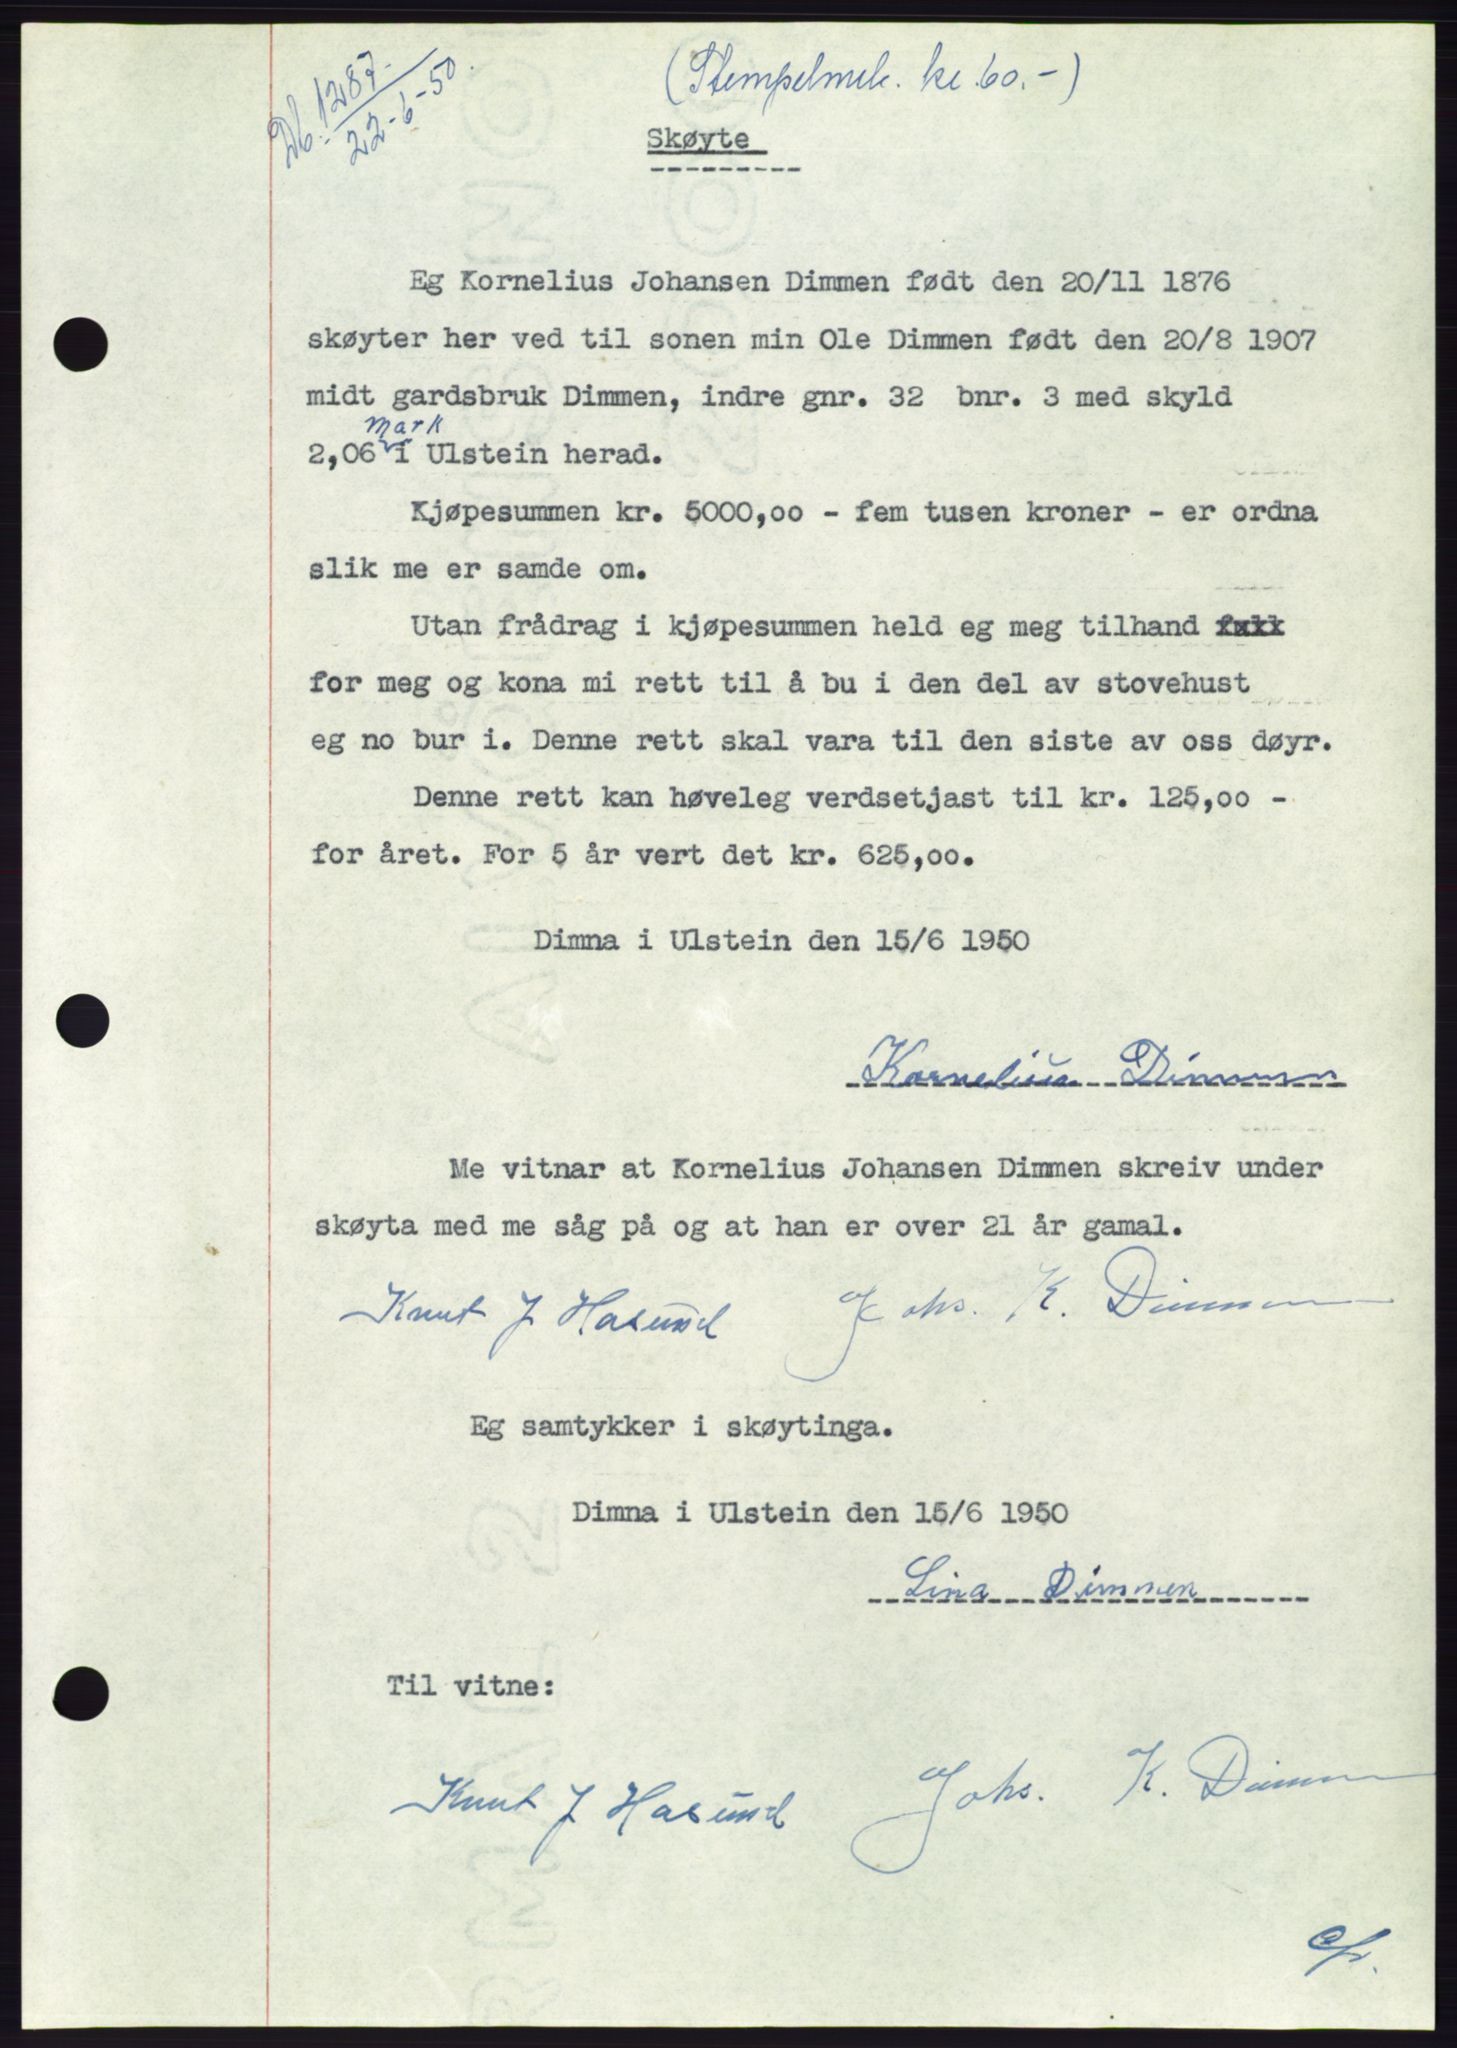 Db. 1287.
22-6-50.
(Stempelmrk. kr. 60.-)
Skøyte
Eg Kornelius Johansen Dimmen født den 20/11 1876
skøyter her ved til sonen min Ole Dimmen født den 20/8 1907
midt gardsbruk Dimmen, indre gnr. 32 bnr. 3 med skyld
mark
2,06 i Ulstein herad.
Kjøpesummen kr. 5000,oo - fem tusen kroner - er ordna
slik me er samde om.
Utan frådrag i kjøpesummen held eg meg tilhand
for meg og kona mi rett til å bu i den del av stovehust
eg no bur i. Denne rett skal vara til den siste av oss døyr.
Denne rett kan høveleg verdsetjast til kr. 125,oo -
for året. For 5 år vert det kr. 625,oo.
Dimna i Ulstein den 15/6 1950
Kornelius Dimmen
Me vitnar at Kornelius Johansen Dimmen skreiv under
skøyta med me såg på og at han er over 21 år gamal.
Knut J Hasund Johs. K. Dimmen
Eg samtykker i skøytinga.
Dimna i Ulstein den 15/6 1950
Lina Dimmen
Til vitne:
Knut J Hasund Johs. K. Dimmen